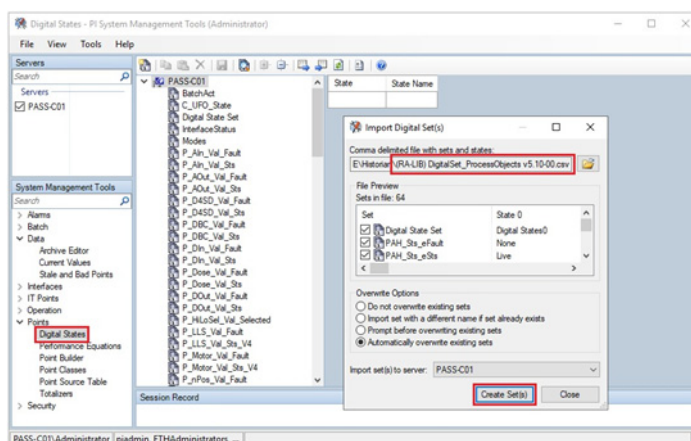 Digital States - PI System Management Tools (Administrator)
File View Tools Help
Servers
Search
Servers
PASS-C01
System Management Tools
Search
Alarms
Batch
Data
Archive Editor
Current Values
Stale and Bad Points
Interfaces
IT Points
Operation
Points
Digital States
Performance Equations
Point Builder
Point Classes
Point Source Table
Totalizers
Security
PASS-C01
BatchAct
C_UFO_State
Digital State Set
InterfaceStatus
Modes
P_AIn_Val_Fault
P_AIn_Val_Sts
P_AOut_Val_Fault
P_AOut_Val_Sts
P_D4SD_Val_Fault
P_D4SD_Val_Sts
P_DBC_Val_Fault
P_DBC_Val_Sts
P_DIn_Val_Fault
P_DIn_Val_Sts
P_Dose_Val_Fault
P_Dose_Val_Sts
P_DOut_Val_Fault
P_DOut_Val_Sts
P_HiLoSel_Val_Selected
P_LLS_Val_Fault
P_LLS_Val_Sts_V4
P_Motor_Val_Fault
P_Motor_Val_Sts_V4
P_nPos_Val_Fault
State State Name
Import Digital Set(s)
Comma delimited file with sets and states:
E\Historian\(RA-LIB) DigitalSet_ProcessObjects v5.10-00.csv
File Preview
Sets in file: 64
Set State 0
Digital State Set Digital States0
PAH_Sts_eFault None
PAH_Sts_eSts Live
Overwrite Options
Do not overwrite existing sets
Import set with a different name if set already exists
Prompt before overwriting existing sets
Automatically overwrite existing sets
Import set(s) to server: PASS-C01
Create Set(s) Close
Session Record
PASS-C01\Administrator piadmin, FTHAdministrators, ...